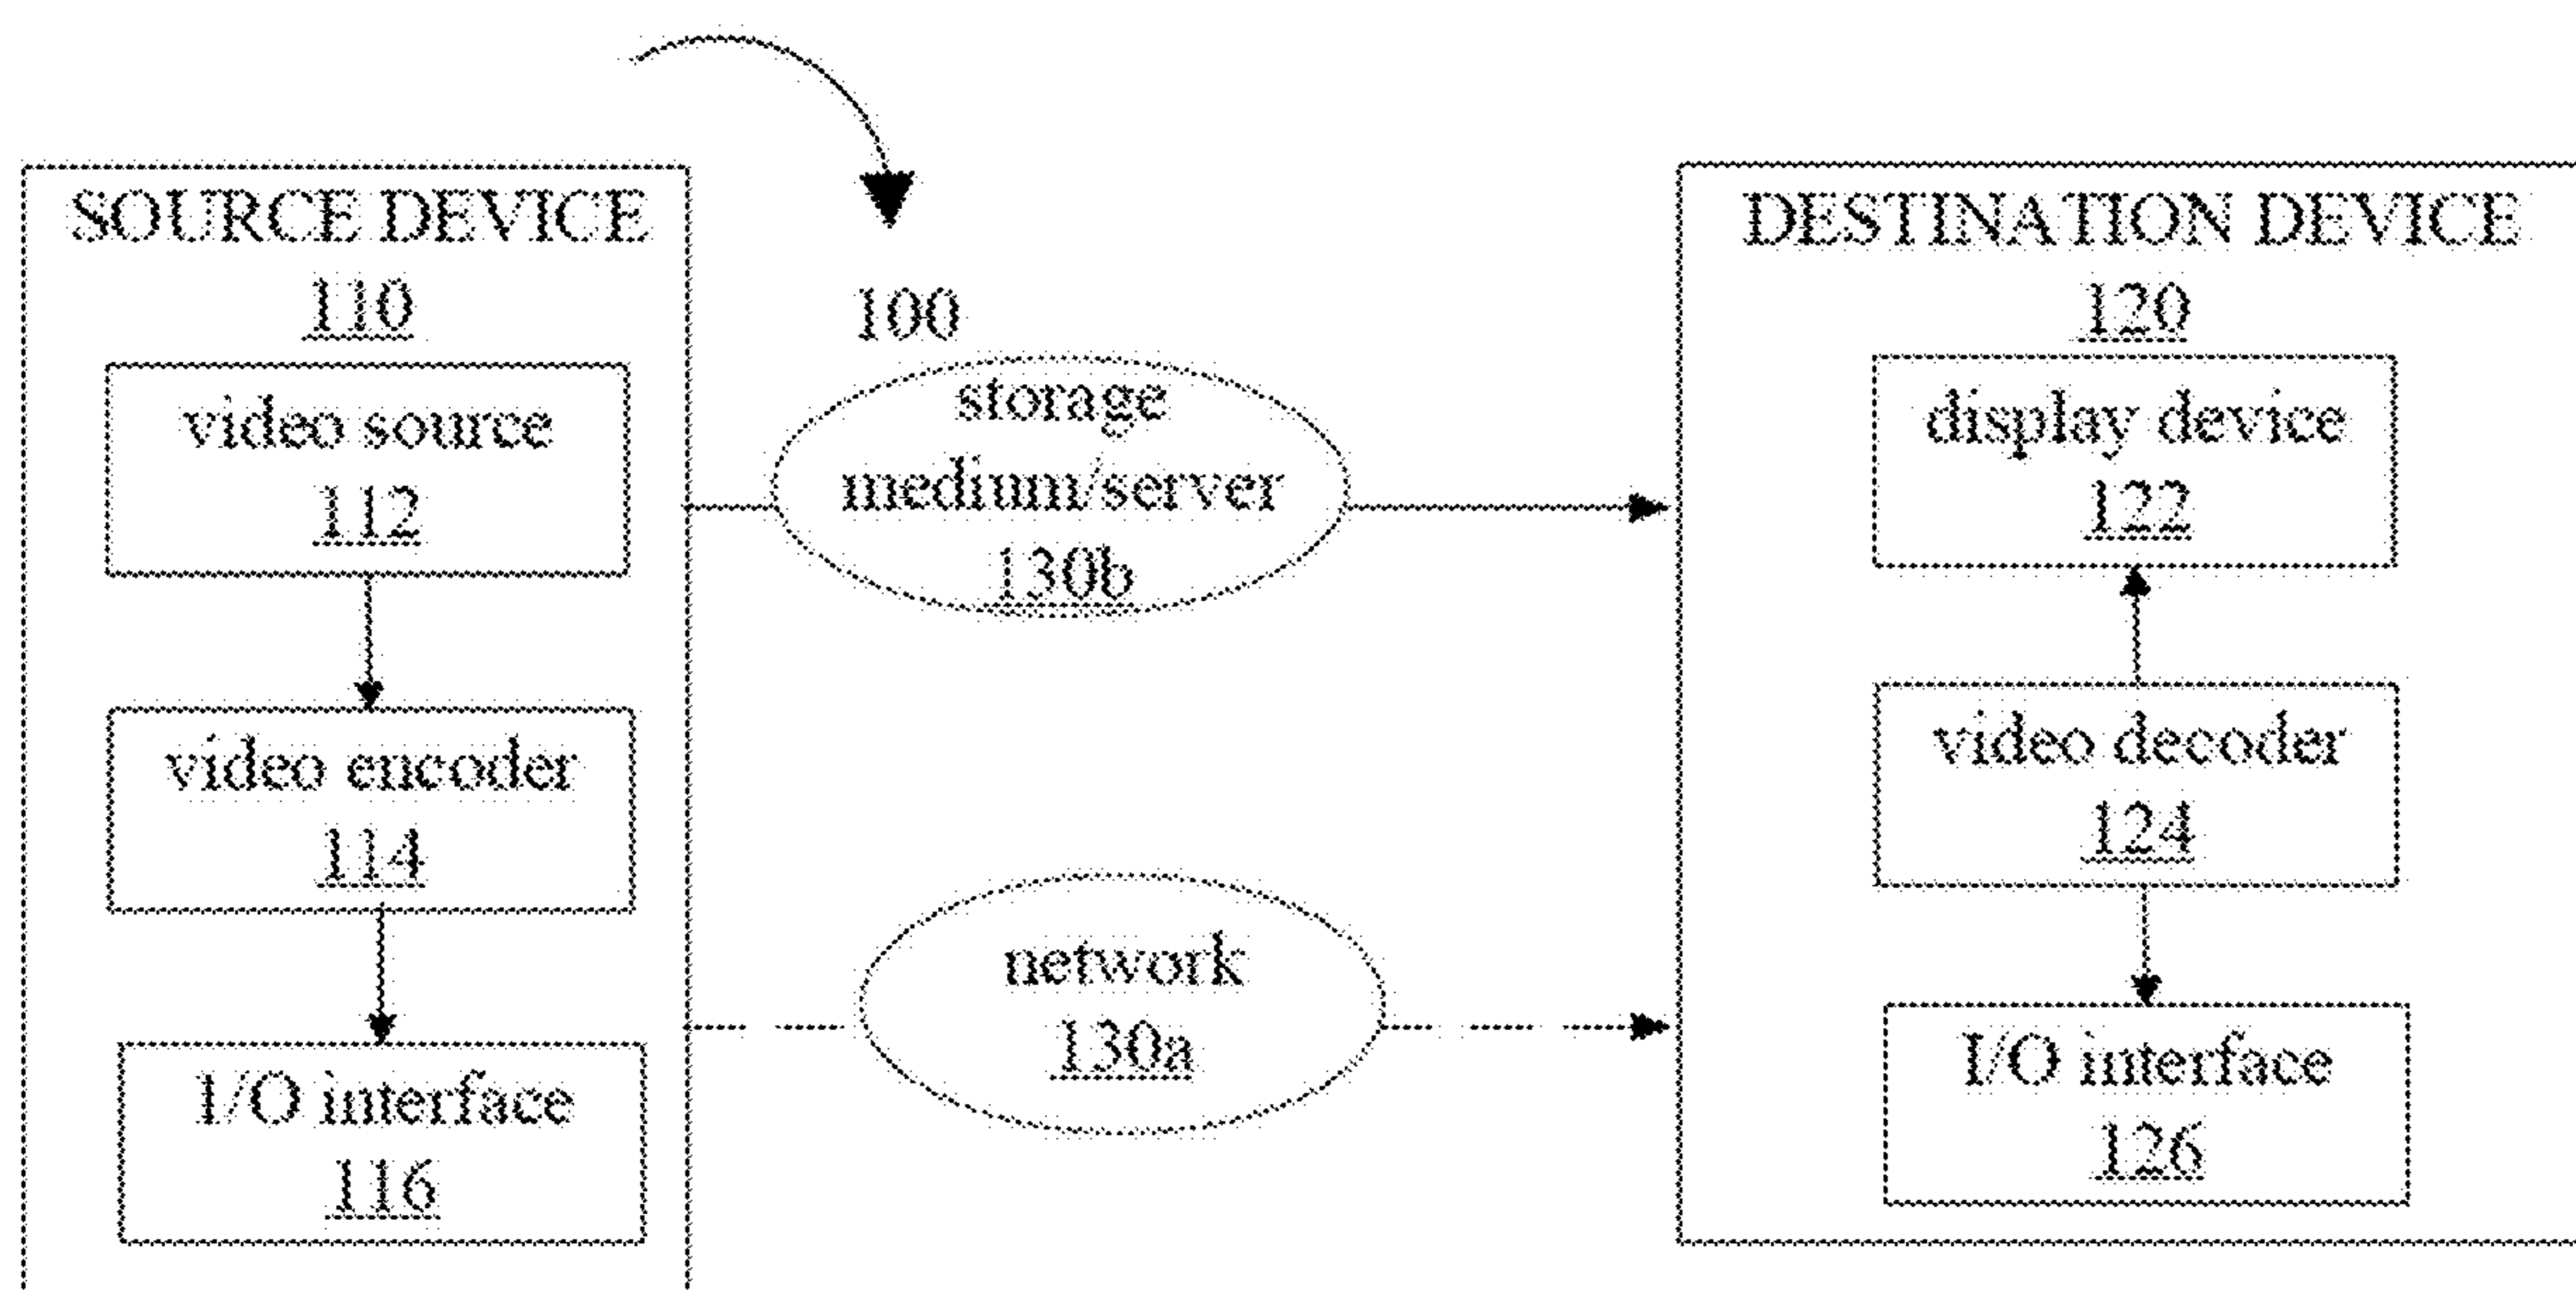 SOURCE DEVICE
110
video source
112
video encoder
114
I/O interface
116
100
storage
medium/server
130b
network
130a
DESTINATION DEVICE
120
display device
122
video decoder
124
I/O interface
126